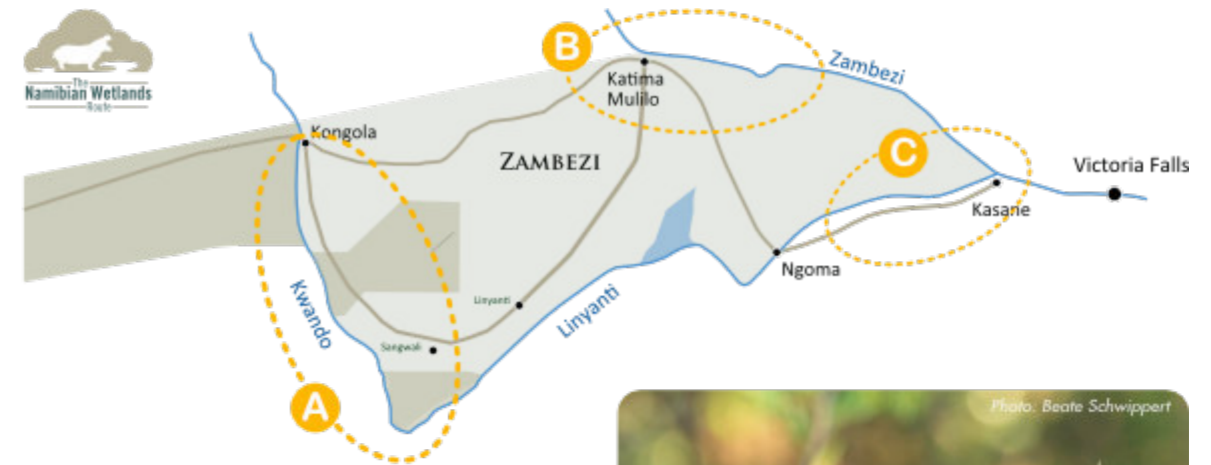 The
Namibian Wetlands
Route
A
B
C
Kongola
Katima
Mulilo
Zambezi
ZAMBEZI
Victoria Falls
Kasane
Ngoma
Kwando
Linyanti
Linyanti
Sangwali
Photo: Beate Schwippert